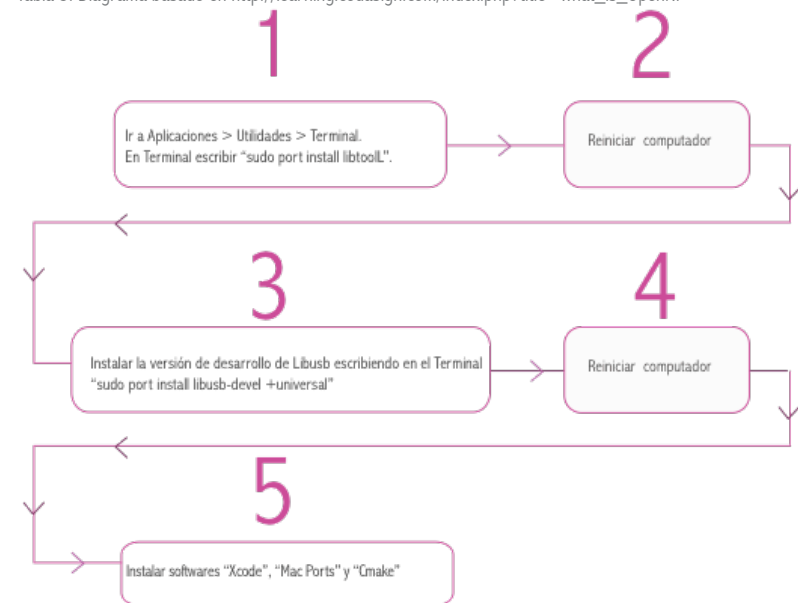 1
2
Ir a Aplicaciones > Utilidades > Terminal.
En Terminal escribir “sudo port install libtoolL”.
Reiniciar computador
3
4
Instalar la versión de desarrollo de Libusb escribiendo en el Terminal
“sudo port install libusb-devel +universal”
Reiniciar computador
5
Instalar softwares “Xcode”, “Mac Ports” y “Cmake”